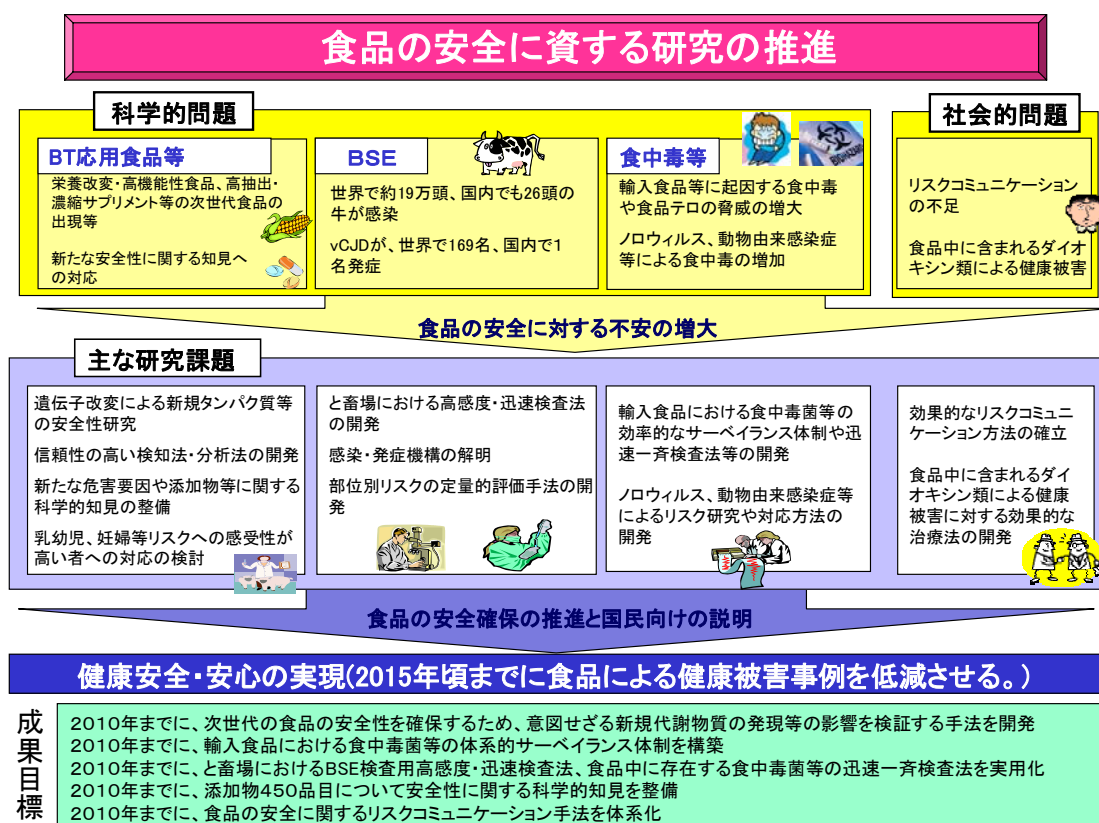 食品の安全に資する研究の推進
科学的問題
社会的問題
BT応用食品等
栄養改変・高機能性食品、高抽出・
濃縮サプリメント等の次世代食品の
出現等
新たな安全性に関する知見へ
の対応
BSE
世界で約19万頭、国内でも26頭の
牛が感染
vCJDが、世界で169名、国内で1
名発症
食中毒等
BIOHAZARD
輸入食品等に起因する食中毒
や食品テロの脅威の増大
ノロウィルス、動物由来感染症
等による食中毒の増加
リスクコミュニケーション
の不足
食品中に含まれるダイオ
キシン類による健康被害
食品の安全に対する不安の増大
主な研究課題
遺伝子改変による新規タンパク質等
の安全性研究
信頼性の高い検知法・分析法の開発
新たな危害要因や添加物等に関する
科学的知見の整備
乳幼児、妊婦等リスクへの感受性が
高い者への対応の検討
と畜場における高感度・迅速検査法
の開発
感染・発症機構の解明
部位別リスクの定量的評価手法の開
発
輸入食品における食中毒菌等の
効率的なサーベイランス体制や迅
速一斉検査法等の開発
ノロウィルス、動物由来感染症等
によるリスク研究や対応方法の
開発
効果的なリスクコミュニ
ケーション方法の確立
食品中に含まれるダイ
オキシン類による健康
被害に対する効果的な
治療法の開発
食品の安全確保の推進と国民向けの説明
健康安全・安心の実現(2015年頃までに食品による健康被害事例を低減させる。)
成果目標
2010年までに、次世代の食品の安全性を確保するため、意図せざる新規代謝物質の発現等の影響を検証する手法を開発
2010年までに、輸入食品における食中毒菌等の体系的サーベイランス体制を構築
2010年までに、と畜場におけるBSE検査用高感度・迅速検査法、食品中に存在する食中毒菌等の迅速一斉検査法を実用化
2010年までに、添加物450品目について安全性に関する科学的知見を整備
2010年までに、食品の安全に関するリスクコミュニケーション手法を体系化